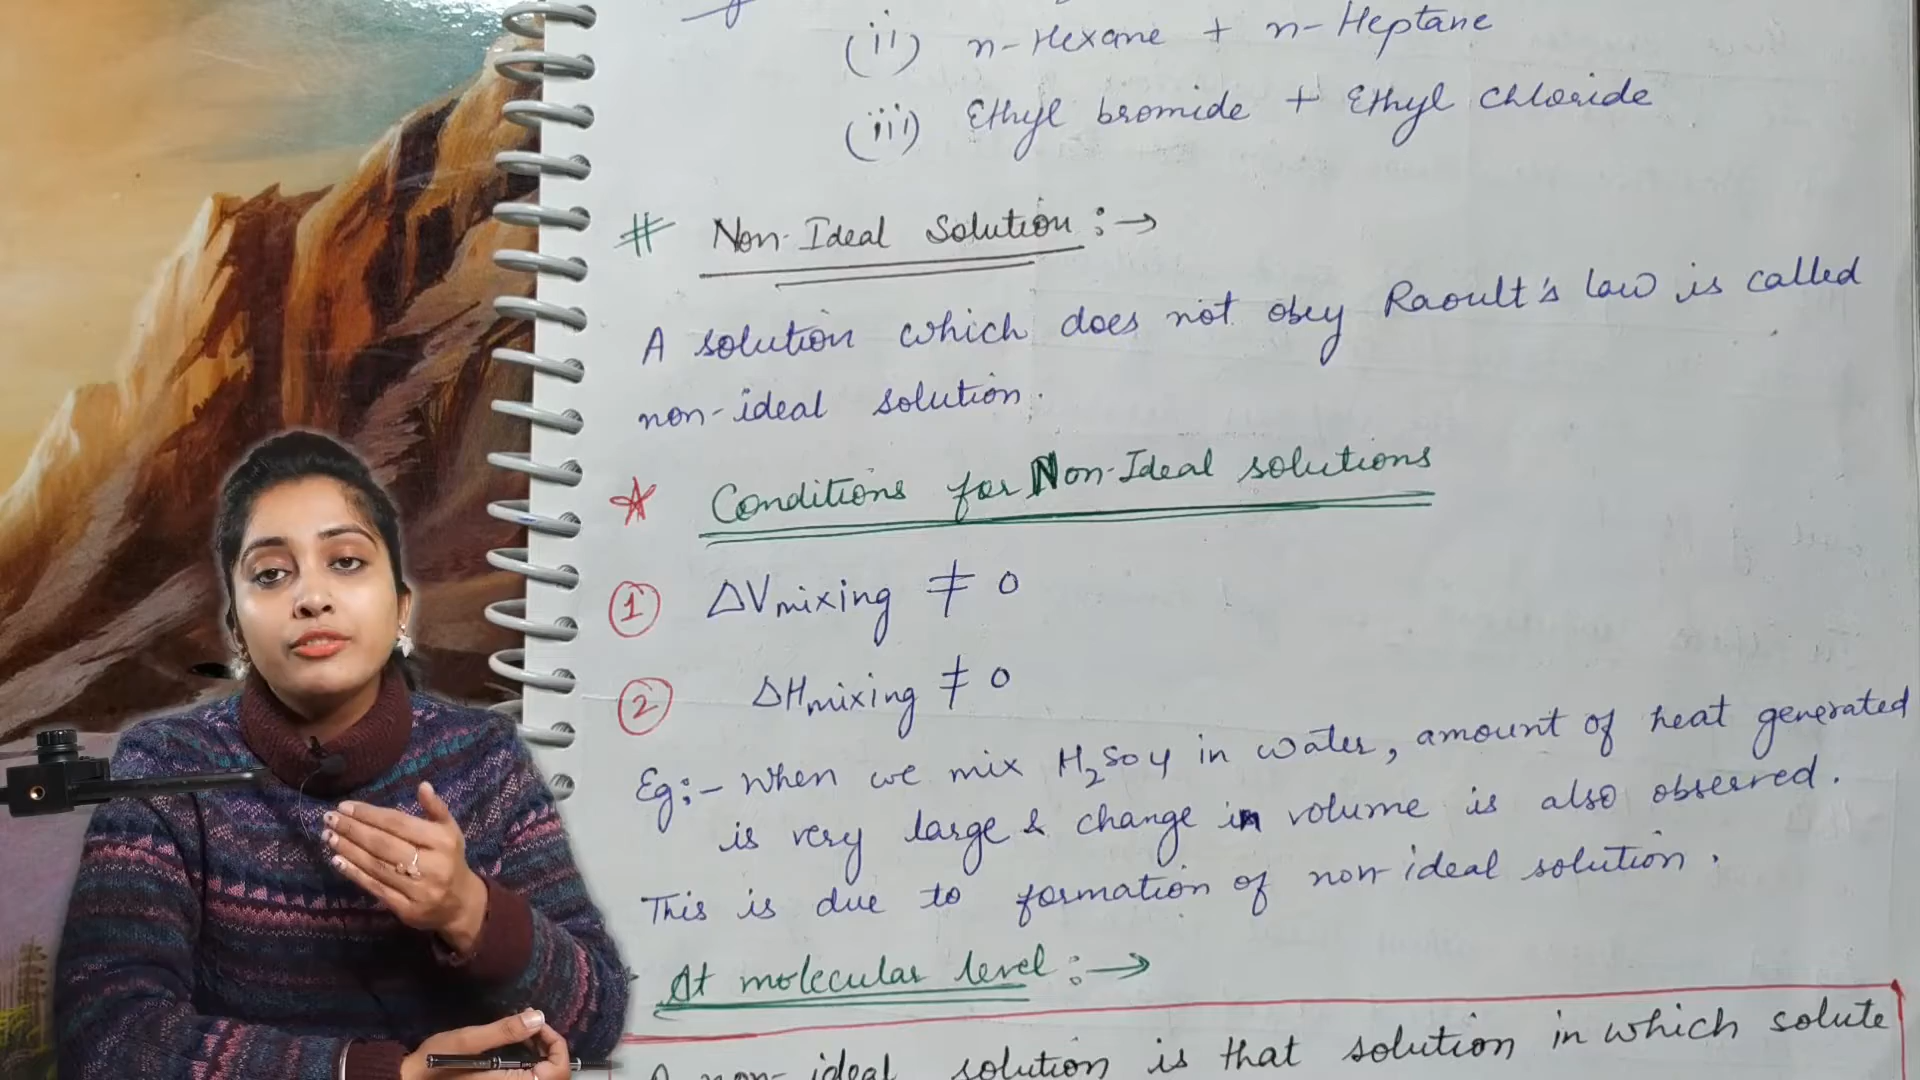 (ii) n-Hexane + n-Heptane
(iii) Ethyl bromide + Ethyl chloride
# Non-Ideal Solution :→
A solution which does not obey Raoult's law is called
non-ideal solution.
☆ Conditions for Non-Ideal solutions
① ΔVmixing ≠ 0
② ΔHmixing ≠ 0
Eg:- When we mix H₂SO4 in water, amount of heat generated
is very large & change in volume is also observed.
This is due to formation of non ideal solution.
At molecular level :→
A non-ideal solution is that solution in which solute